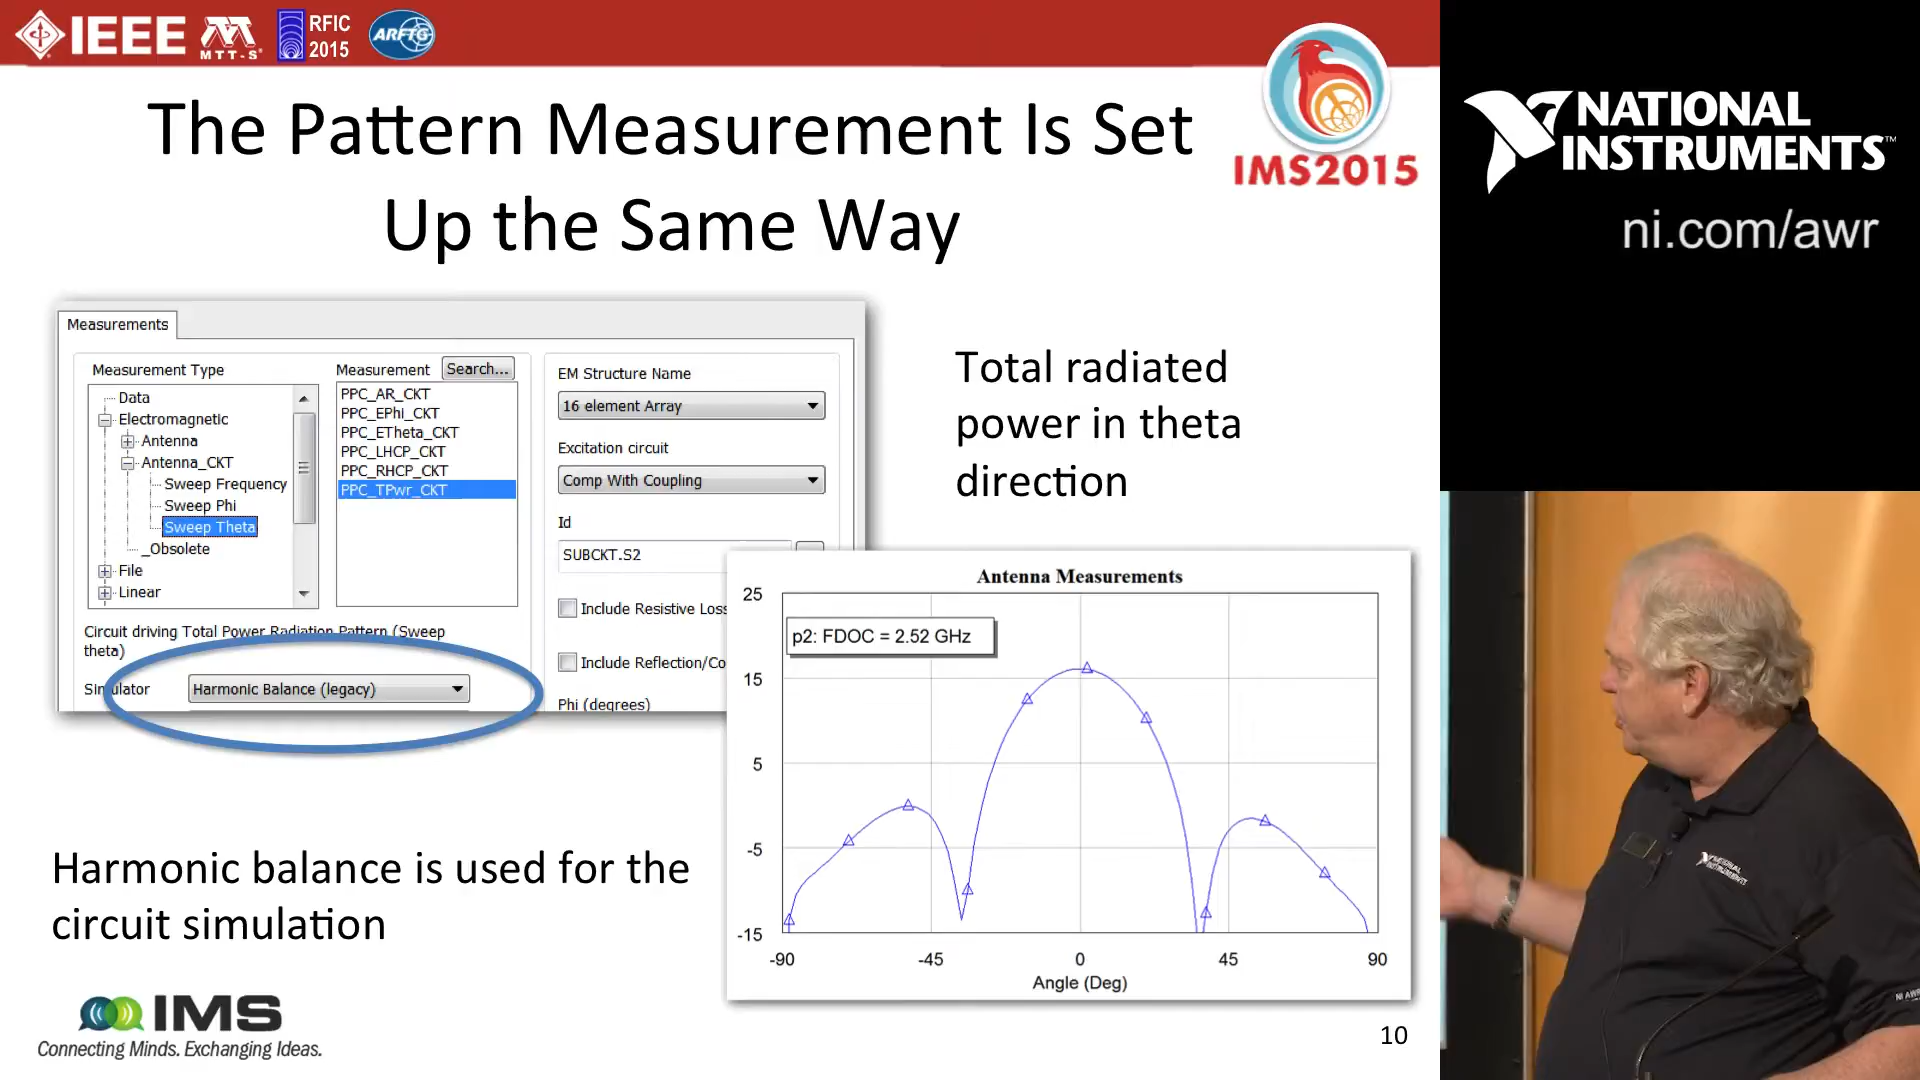 IEEE
MTT-S
RFIC
2015
ARFTG
IMS2015
The Pattern Measurement Is Set
Up the Same Way
Measurements
Measurement Type
Data
Electromagnetic
Antenna
Antenna_CKT
Sweep Frequency
Sweep Phi
Sweep Theta
_Obsolete
File
Linear
Measurement
Search...
PPC_AR_CKT
PPC_EPhi_CKT
PPC_ETheta_CKT
PPC_LHCP_CKT
PPC_RHCP_CKT
PPC_TPwr_CKT
EM Structure Name
16 element Array
Excitation circuit
Comp With Coupling
Id
SUBCKT.S2
Include Resistive Loss
Include Reflection/Co
Phi (degrees)
Circuit driving Total Power Radiation Pattern (Sweep
theta)
Simulator
Harmonic Balance (legacy)
Total radiated
power in theta
direction
Antenna Measurements
p2: FDOC = 2.52 GHz
25
15
5
-5
-15
-90
-45
0
45
90
Angle (Deg)
Harmonic balance is used for the
circuit simulation
IMS
Connecting Minds. Exchanging Ideas.
10
NATIONAL
INSTRUMENTS™
ni.com/awr
NATIONAL
INSTRUMENTS
NI AWR